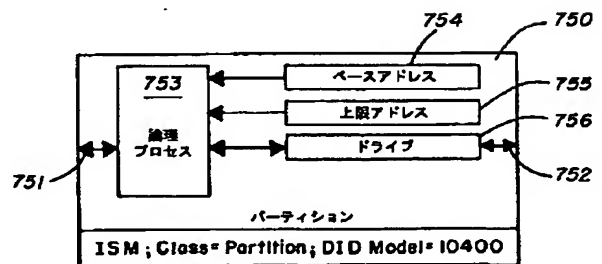 754
750
753
ベースアドレス
755
上限アドレス
756
論理
プロセス
ドライブ
751
752
パーティション
ISM; Class= Partition; DID Model= 10400